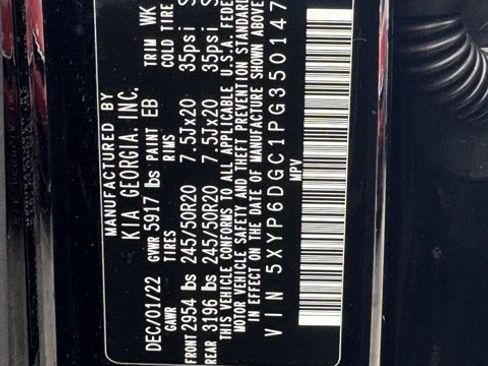 MANUFACTURED BY
KIA GEORGIA, INC.
DEC/01/22 GVWR 5917 lbs PAINT EB TRIM WK
GAWR TIRES RIMS COLD TIRE
FRONT 2954 lbs 245/50R20 7.5Jx20 35psi S
REAR 3196 lbs 245/50R20 7.5Jx20 35psi S
THIS VEHICLE CONFORMS TO ALL APPLICABLE U.S.A. FEDE
MOTOR VEHICLE SAFETY AND THEFT PREVENTION STANDARD
IN EFFECT ON THE DATE OF MANUFACTURE SHOWN ABOVE
VIN 5XYP6DGC1PG350147
MPV